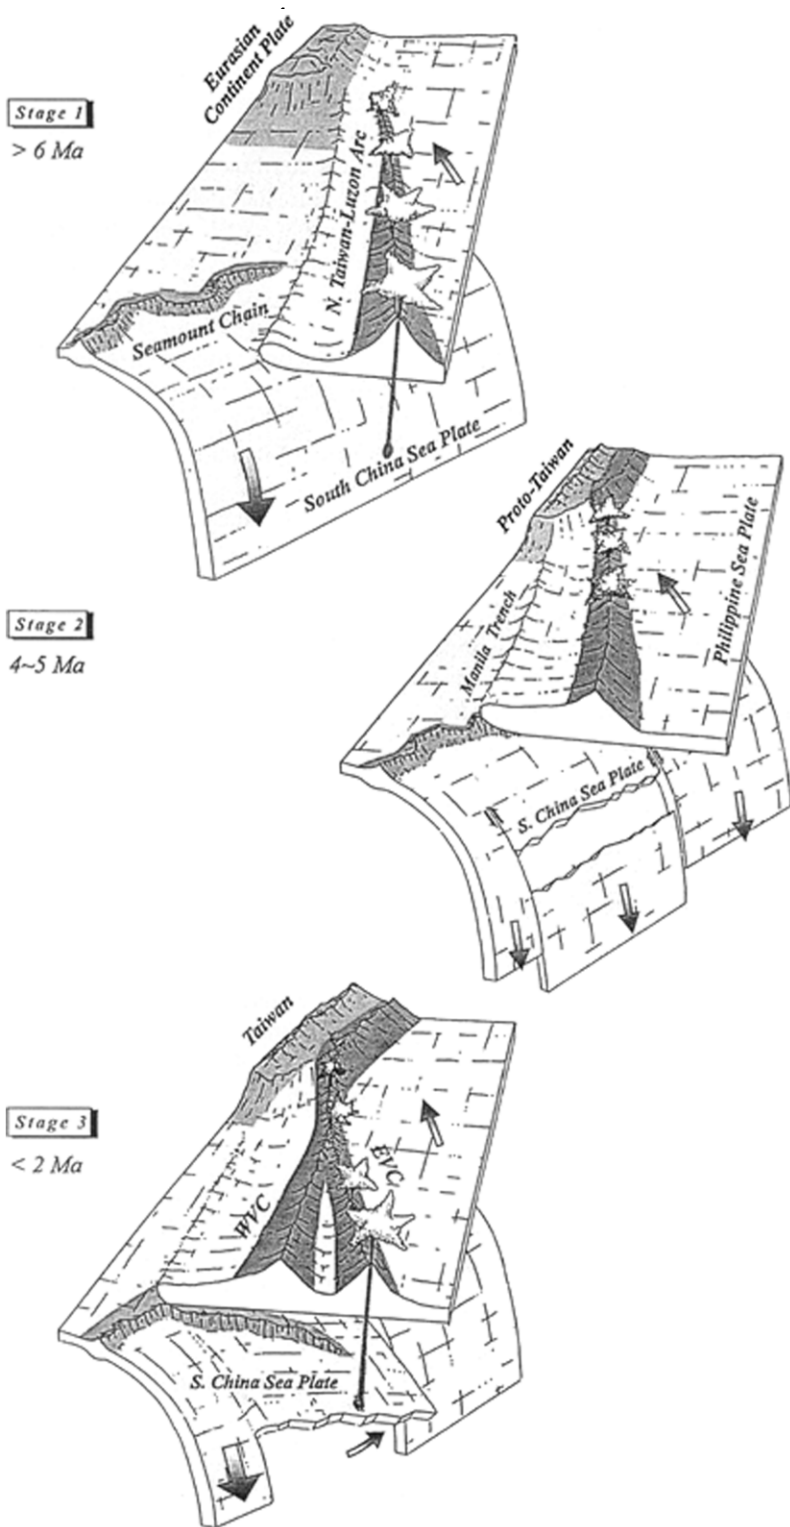 Eurasian
Continent Plate
Stage 1
> 6 Ma
N. Taiwan-Luzon Arc
Seamount Chain
South China Sea Plate
Proto-Taiwan
Stage 2
4~5 Ma
Manila Trench
Philippine Sea Plate
S. China Sea Plate
Taiwan
Stage 3
< 2 Ma
WVC
EVC
S. China Sea Plate